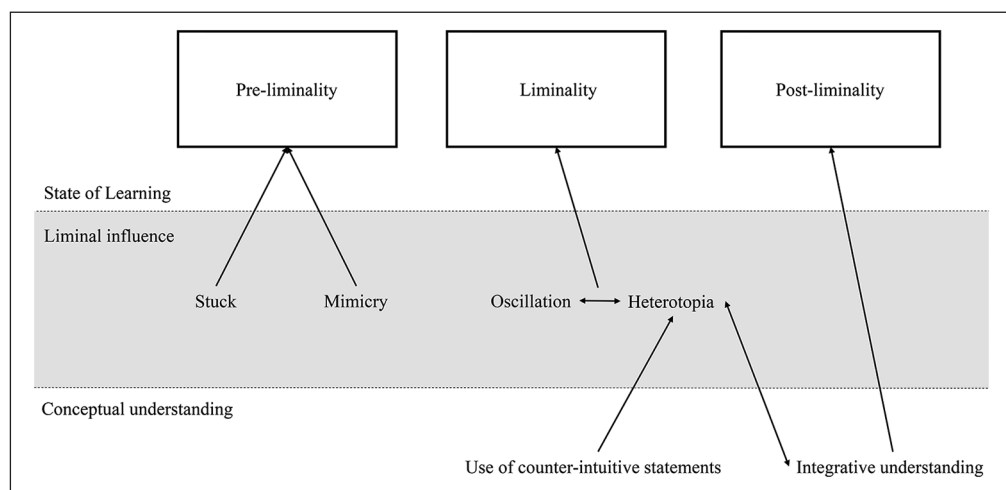 Pre-liminality
Liminality
Post-liminality
State of Learning
Liminal influence
Stuck
Mimicry
Oscillation
Heterotopia
Conceptual understanding
Use of counter-intuitive statements
Integrative understanding